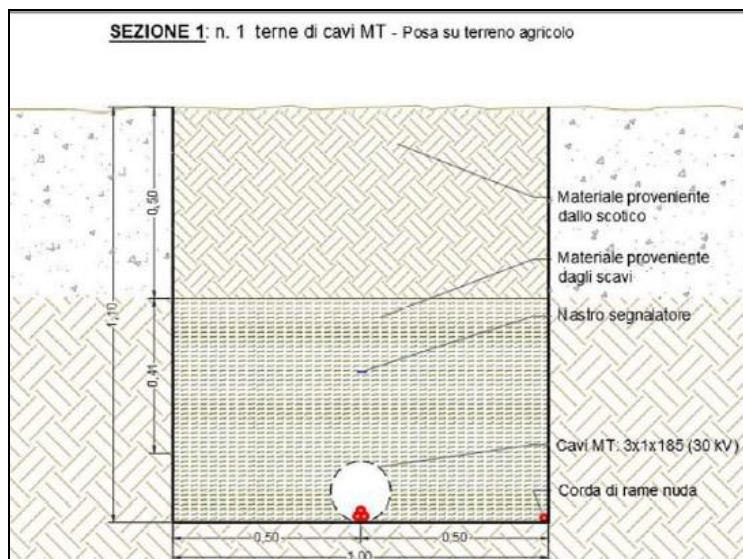 SEZIONE 1: n. 1 terne di cavi MT - Posa su terreno agricolo
0,50
Materiale proveniente
dallo scotico
Materiale proveniente
dagli scavi
1,10
Nastro segnalatore
0,41
Cavi MT: 3x1x185 (30 kV)
Corda di rame nuda
0,50
0,50
1,00